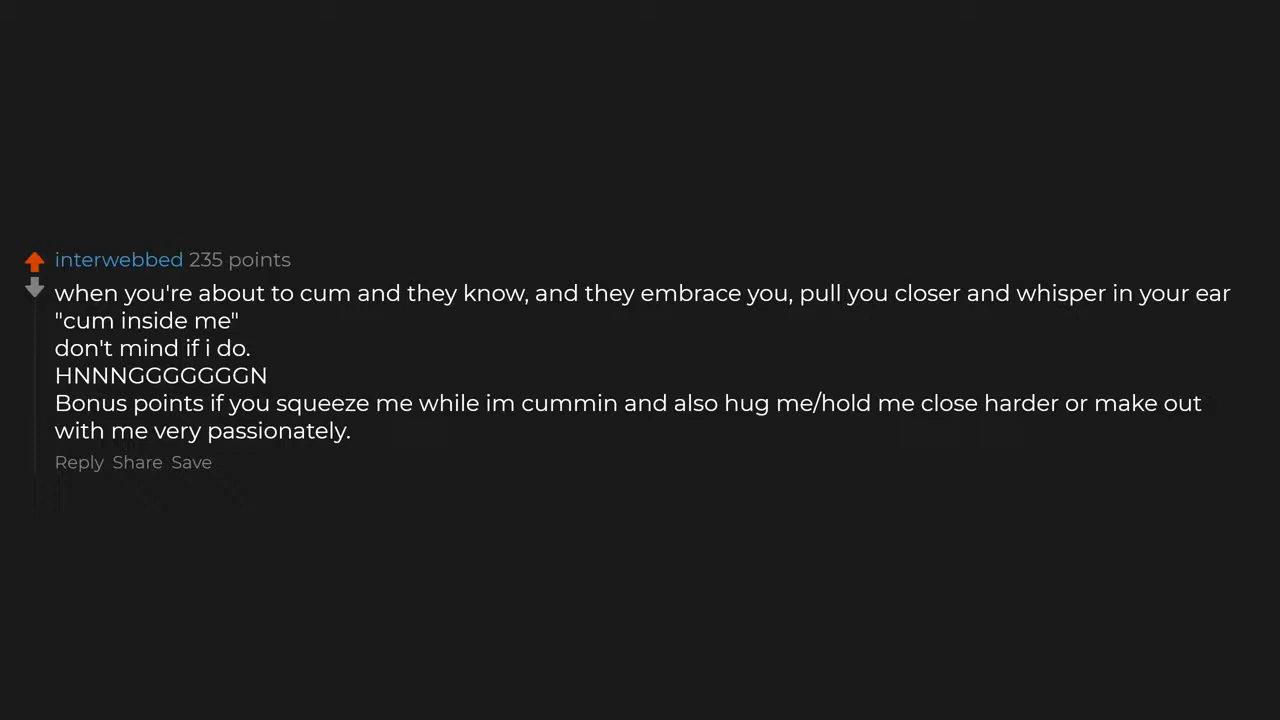 interwebbed 235 points
when you're about to cum and they know, and they embrace you, pull you closer and whisper in your ear
"cum inside me"
don't mind if i do.
HNNNGGGGGGGN
Bonus points if you squeeze me while im cummin and also hug me/hold me close harder or make out
with me very passionately.
Reply Share Save